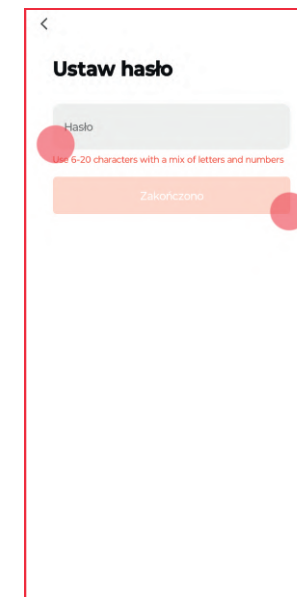 Ustaw hasło
Hasło
Use 6-20 characters with a mix of letters and numbers
Zakończono